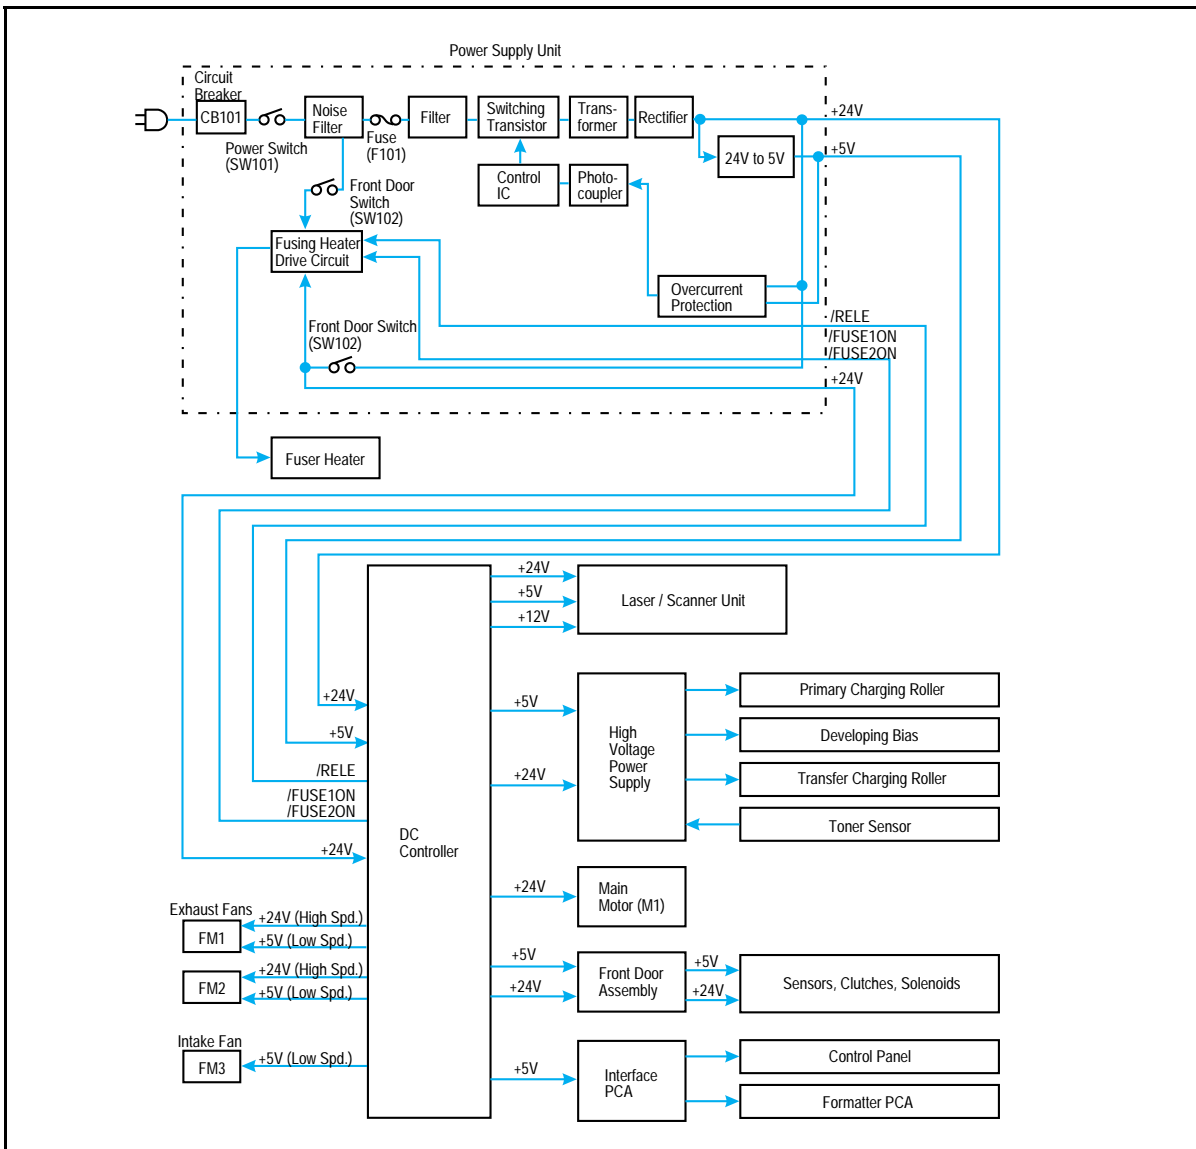 Power Supply Unit
Circuit
Breaker
CB101
Noise
Filter
Filter
Switching
Transistor
Trans-
former
Rectifier
+24V
Fuse
(F101)
Power Switch
(SW101)
24V to 5V
+5V
Control
IC
Photo-
coupler
Front Door
Switch
(SW102)
Fusing Heater
Drive Circuit
Overcurrent
Protection
/RELE
/FUSE1ON
/FUSE2ON
Front Door Switch
(SW102)
+24V
Fuser Heater
+24V
+5V
+12V
Laser / Scanner Unit
+24V
+5V
/RELE
/FUSE1ON
/FUSE2ON
+24V
DC
Controller
+5V
+24V
High
Voltage
Power
Supply
Primary Charging Roller
Developing Bias
Transfer Charging Roller
Toner Sensor
+24V
Main
Motor (M1)
Exhaust Fans
FM1
+24V (High Spd.)
+5V (Low Spd.)
FM2
+24V (High Spd.)
+5V (Low Spd.)
+5V
+24V
Front Door
Assembly
+5V
+24V
Sensors, Clutches, Solenoids
Intake Fan
FM3
+5V (Low Spd.)
+5V
Interface
PCA
Control Panel
Formatter PCA